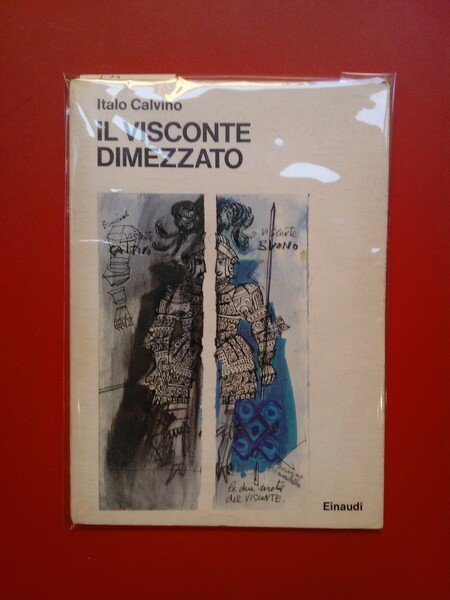 Italo Calvino
IL VISCONTE
DIMEZZATO
VISCONTE
CATTIVO
VISCONTE
BUONO
le due metà
del VISCONTE.
Einaudi